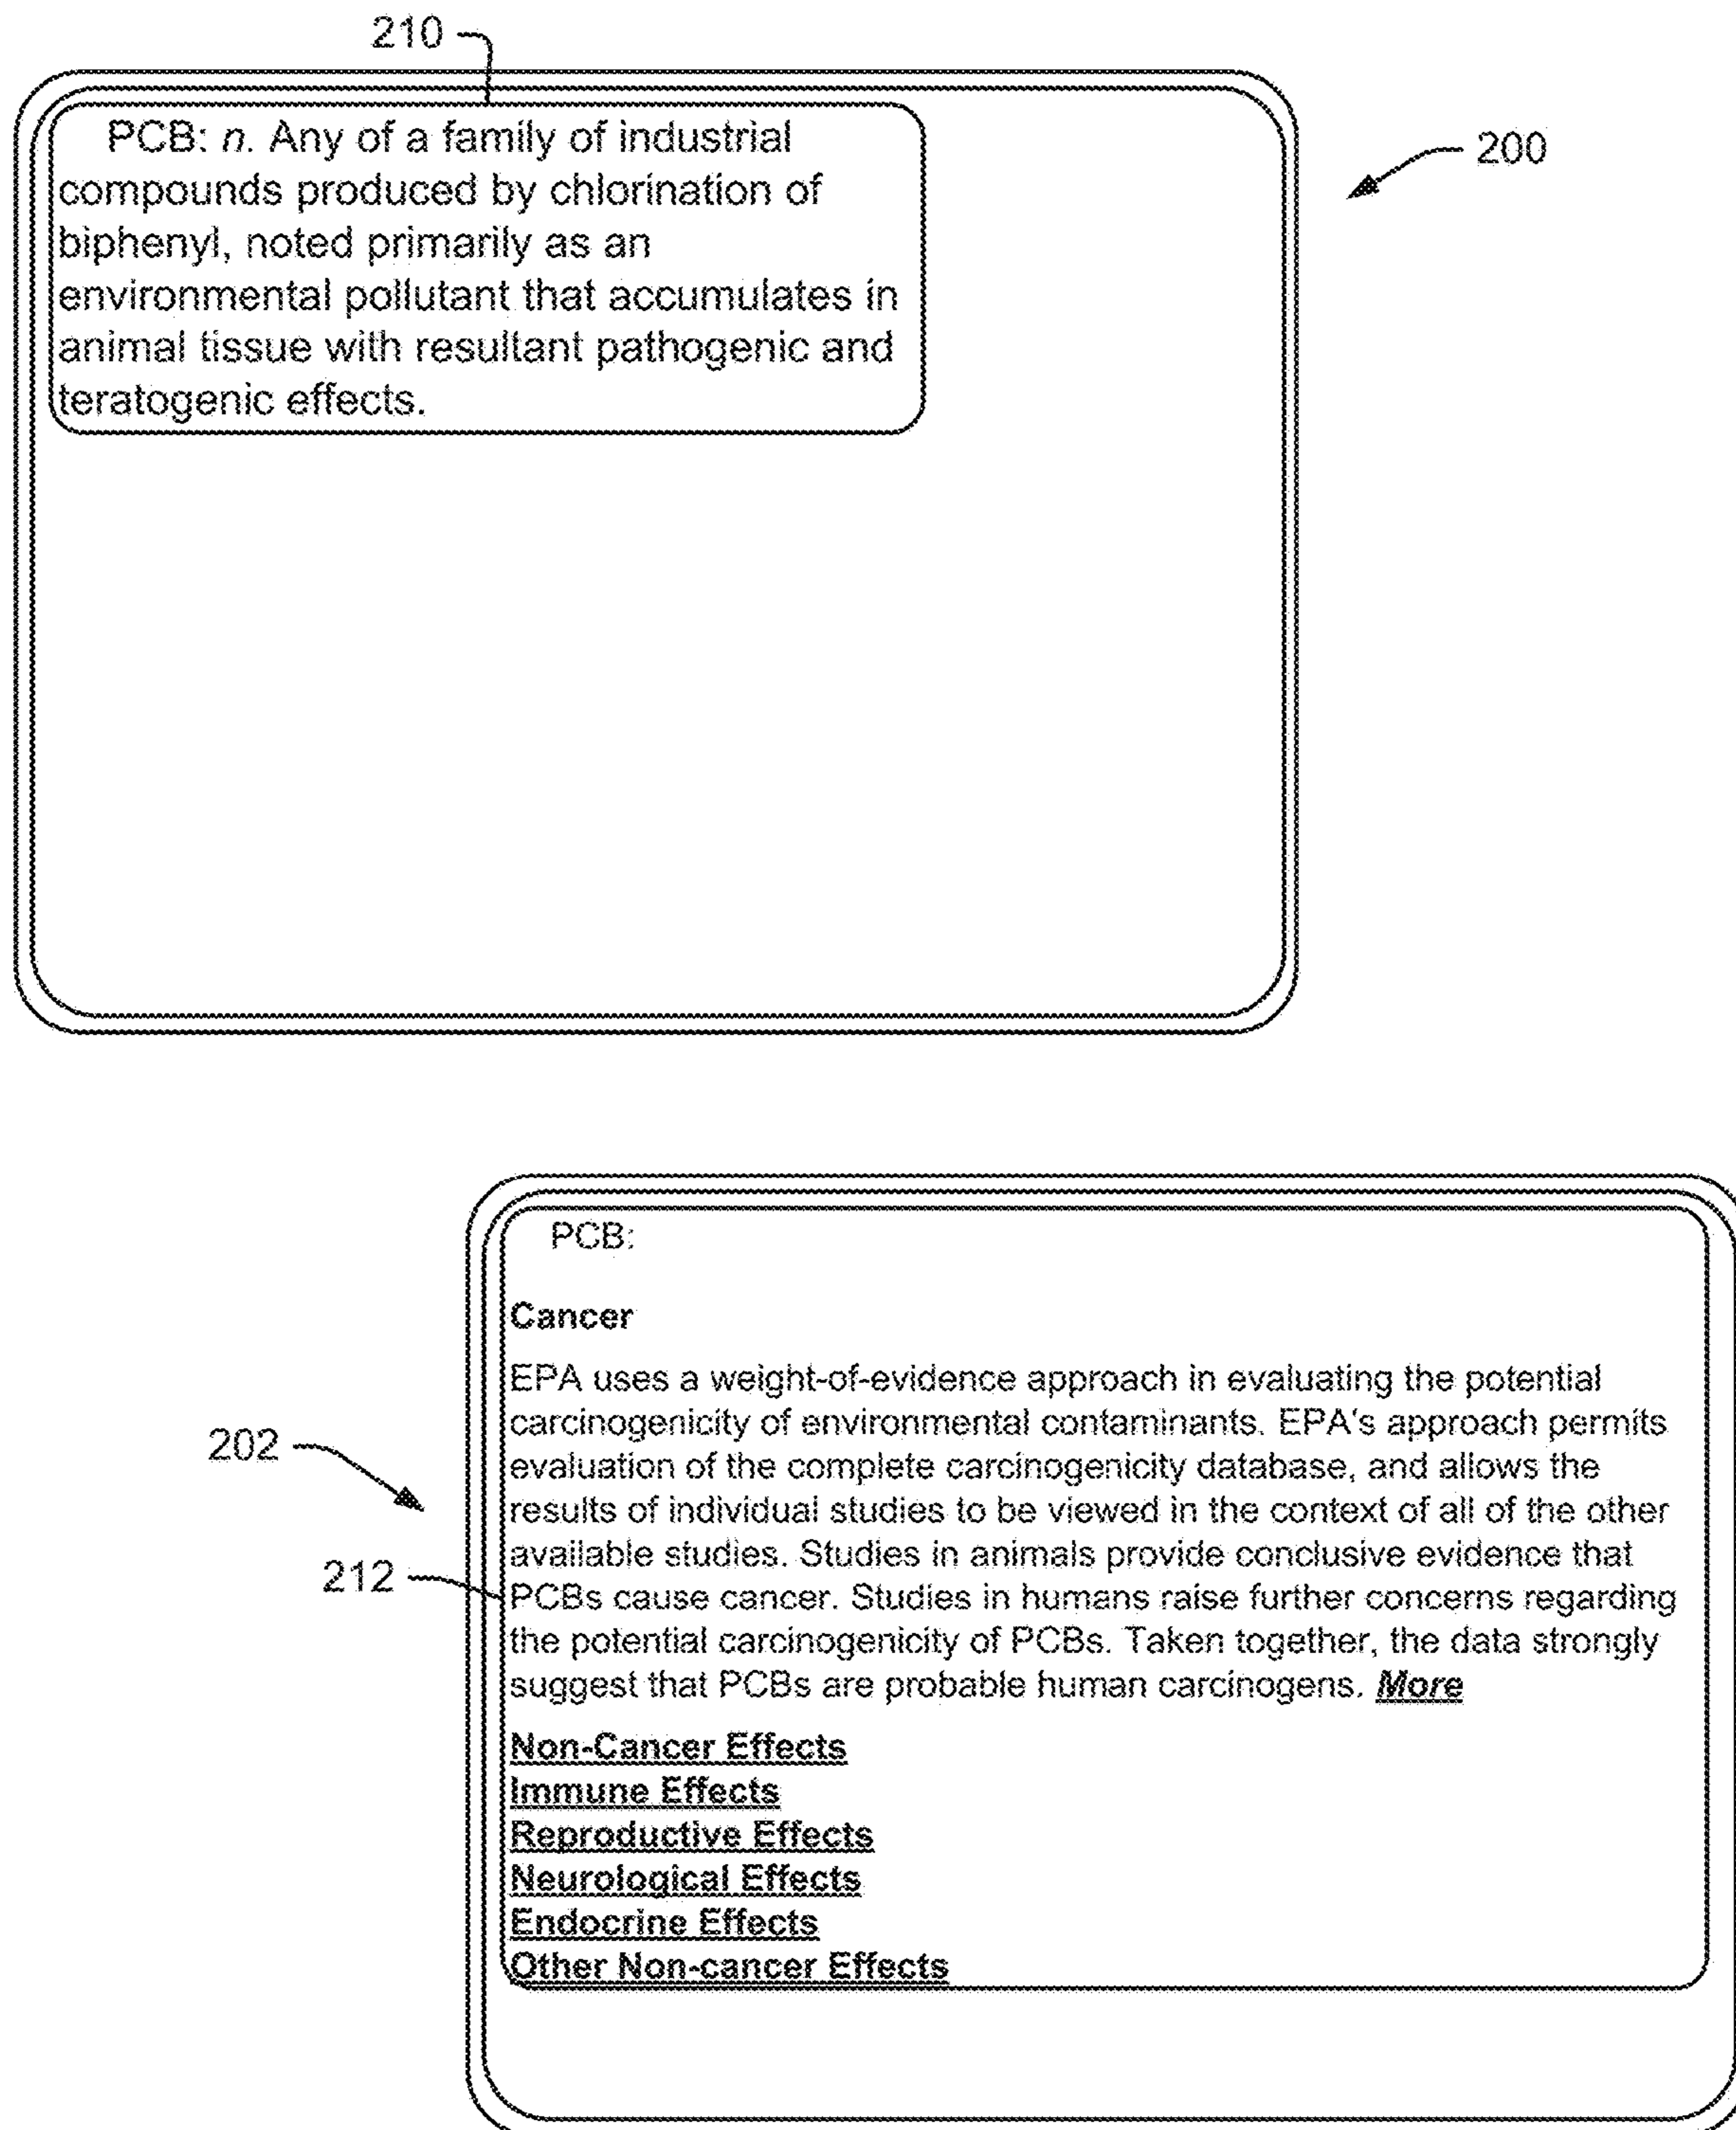 210
200
PCB: n. Any of a family of industrial
compounds produced by chlorination of
biphenyl, noted primarily as an
environmental pollutant that accumulates in
animal tissue with resultant pathogenic and
teratogenic effects.
PCB:
Cancer
EPA uses a weight-of-evidence approach in evaluating the potential
carcinogenicity of environmental contaminants. EPA's approach permits
evaluation of the complete carcinogenicity database, and allows the
results of individual studies to be viewed in the context of all of the other
available studies. Studies in animals provide conclusive evidence that
PCBs cause cancer. Studies in humans raise further concerns regarding
the potential carcinogenicity of PCBs. Taken together, the data strongly
suggest that PCBs are probable human carcinogens. More
202
212
Non-Cancer Effects
Immune Effects
Reproductive Effects
Neurological Effects
Endocrine Effects
Other Non-cancer Effects